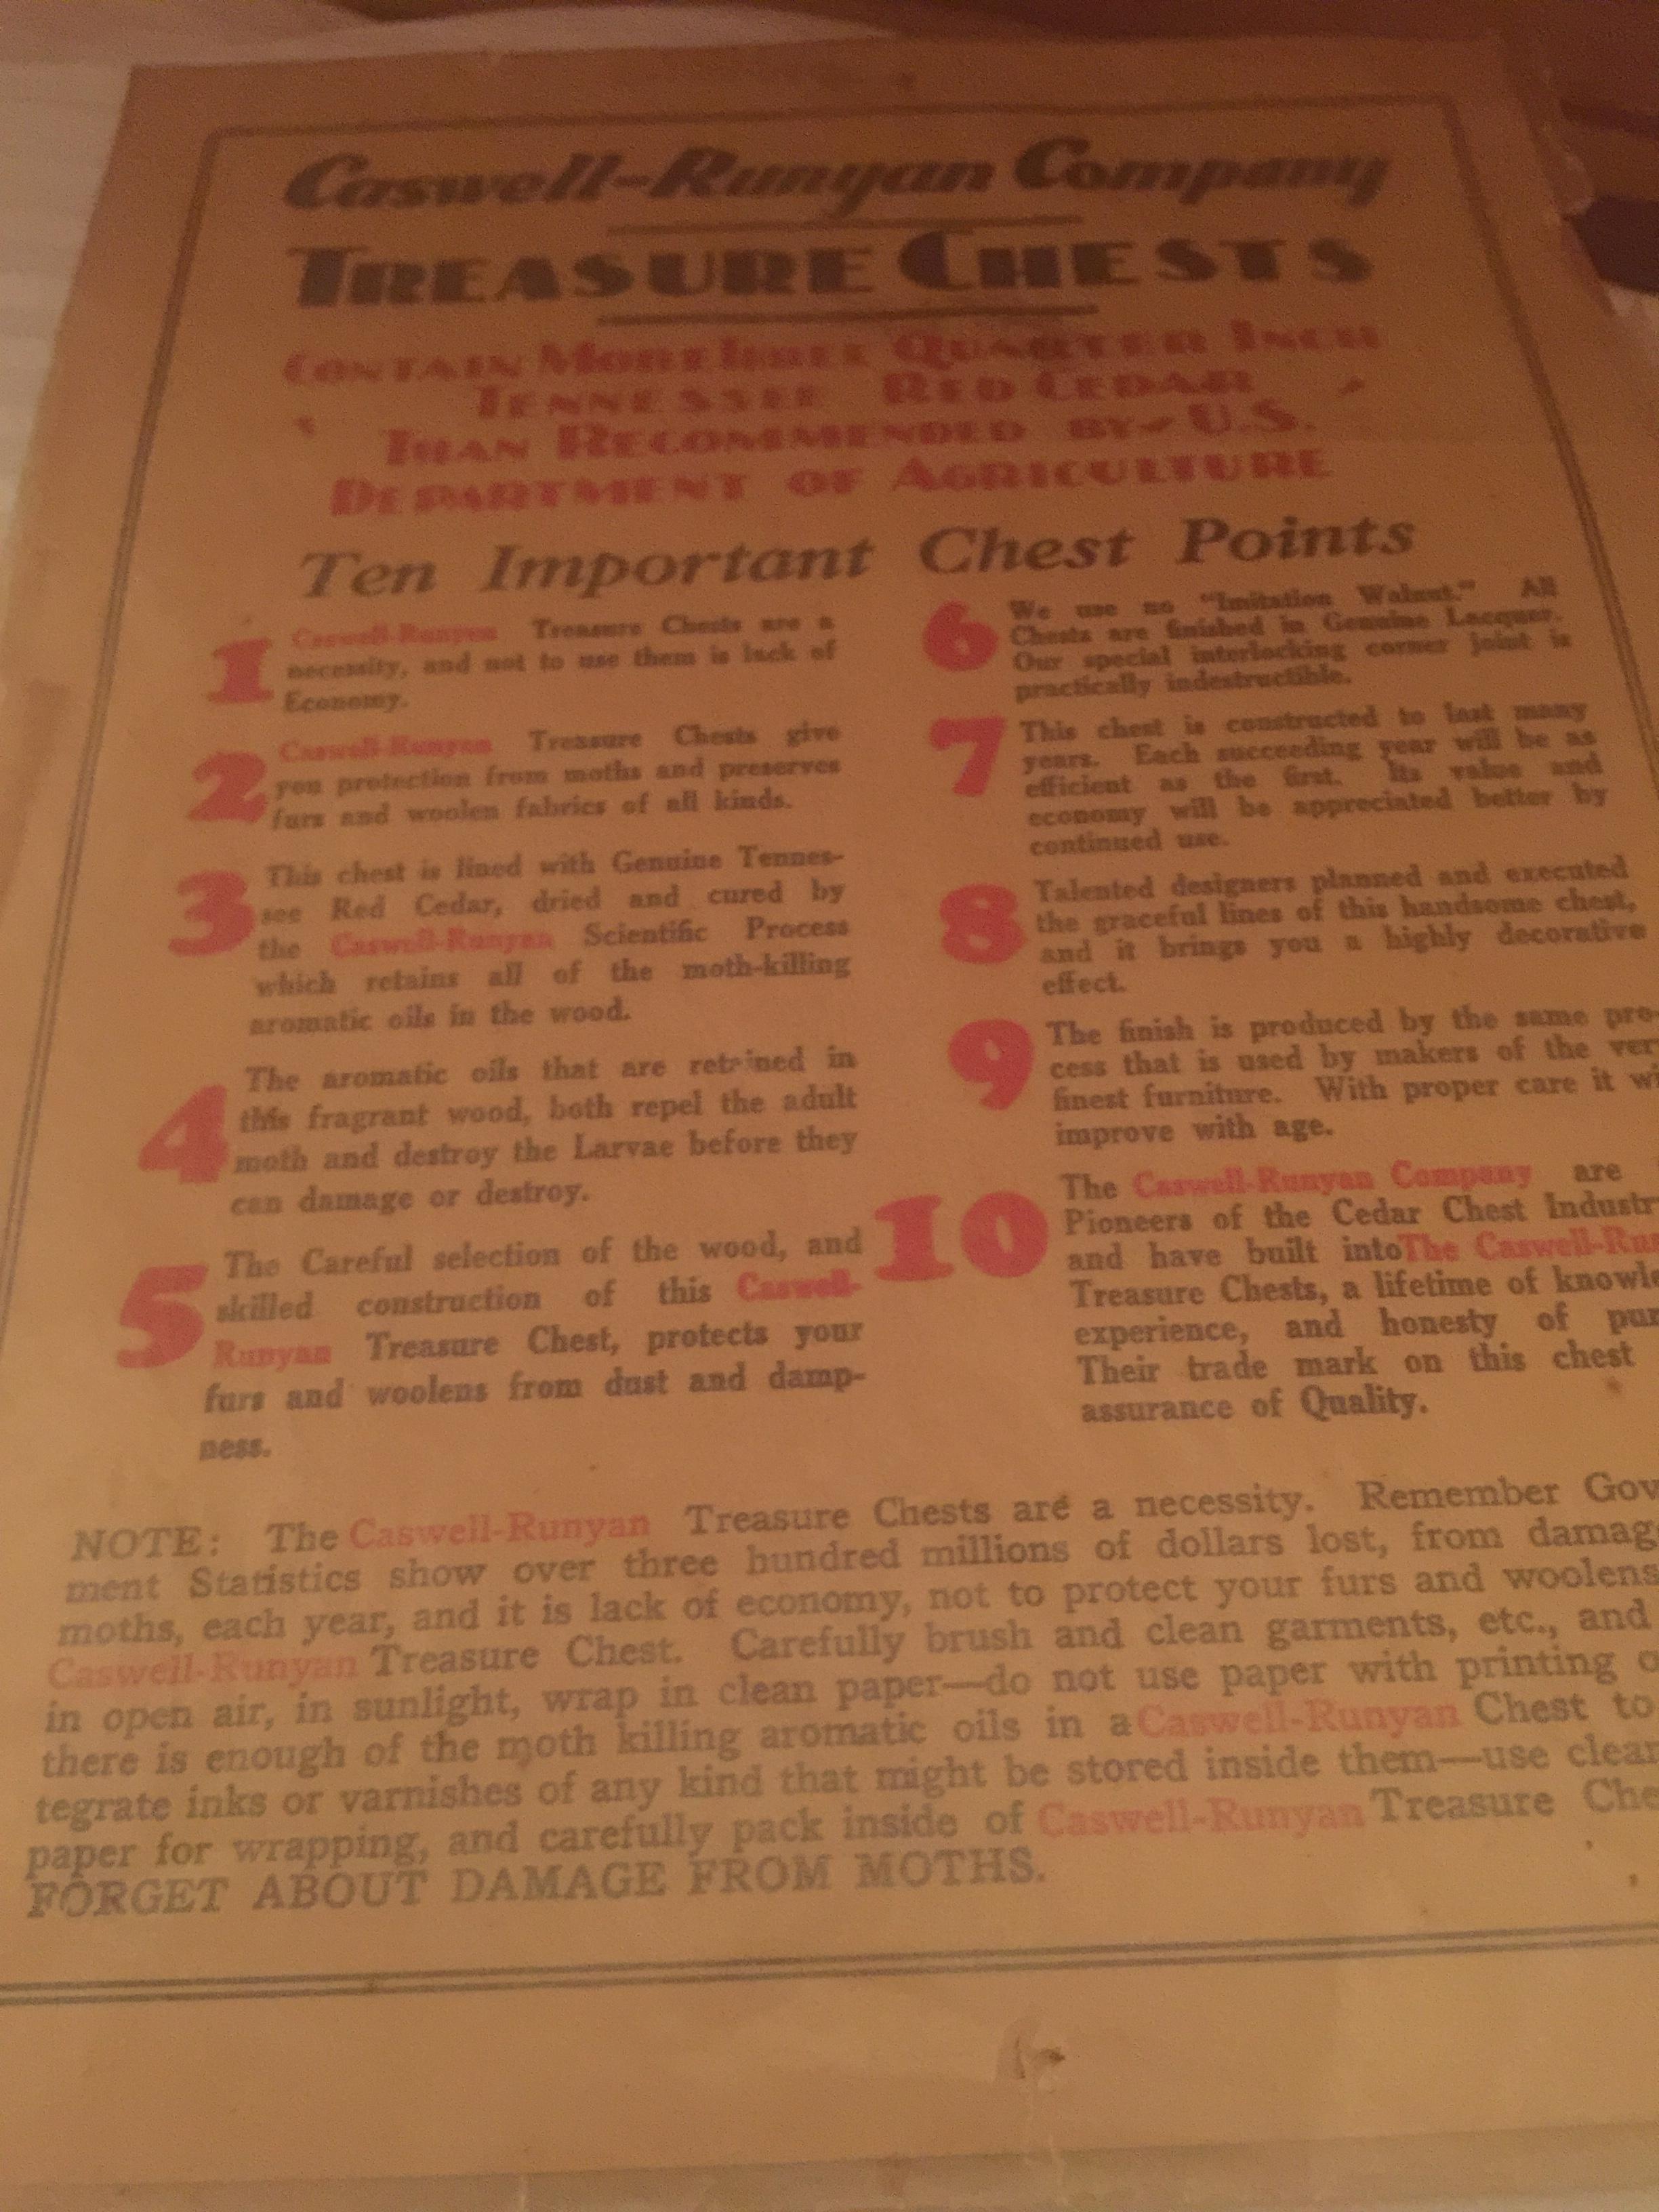 Caswell-Runyan Company
TREASURE CHESTS
CONTAIN MORE THREE QUARTER INCH
TENNESSEE RED CEDAR
THAN RECOMMENDED BY U.S.
DEPARTMENT OF AGRICULTURE
Ten Important Chest Points
1 Caswell-Runyan Treasure Chests are a
necessity, and not to use them is lack of
Economy.
2 Caswell-Runyan Treasure Chests give
you protection from moths and preserves
furs and woolen fabrics of all kinds.
3 This chest is lined with Genuine Tennes-
see Red Cedar, dried and cured by
the Caswell-Runyan Scientific Process
which retains all of the moth-killing
aromatic oils in the wood.
4 The aromatic oils that are retained in
this fragrant wood, both repel the adult
moth and destroy the Larvae before they
can damage or destroy.
5 The Careful selection of the wood, and
skilled construction of this Caswell-
Runyan Treasure Chest, protects your
furs and woolens from dust and damp-
ness.
6 We use no "Imitation Walnut." All
Chests are finished in Genuine Lacquer.
Our special interlocking corner joint is
practically indestructible.
7 This chest is constructed to last many
years. Each succeeding year will be as
efficient as the first. Its value and
economy will be appreciated better by
continued use.
8 Talented designers planned and executed
the graceful lines of this handsome chest,
and it brings you a highly decorative
effect.
9 The finish is produced by the same pro-
cess that is used by makers of the ver
finest furniture. With proper care it wi
improve with age.
10 The Caswell-Runyan Company are
Pioneers of the Cedar Chest Industr
and have built into The Caswell-Ru
Treasure Chests, a lifetime of knowle
experience, and honesty of pur
Their trade mark on this chest
assurance of Quality.
NOTE: The Caswell-Runyan Treasure Chests are a necessity. Remember Gov
ment Statistics show over three hundred millions of dollars lost, from damag
moths, each year, and it is lack of economy, not to protect your furs and woolens
Caswell-Runyan Treasure Chest. Carefully brush and clean garments, etc., and
in open air, in sunlight, wrap in clean paper—do not use paper with printing o
there is enough of the moth killing aromatic oils in a Caswell-Runyan Chest to
tegrate inks or varnishes of any kind that might be stored inside them—use clean
paper for wrapping, and carefully pack inside of Caswell-Runyan Treasure Che
FORGET ABOUT DAMAGE FROM MOTHS.